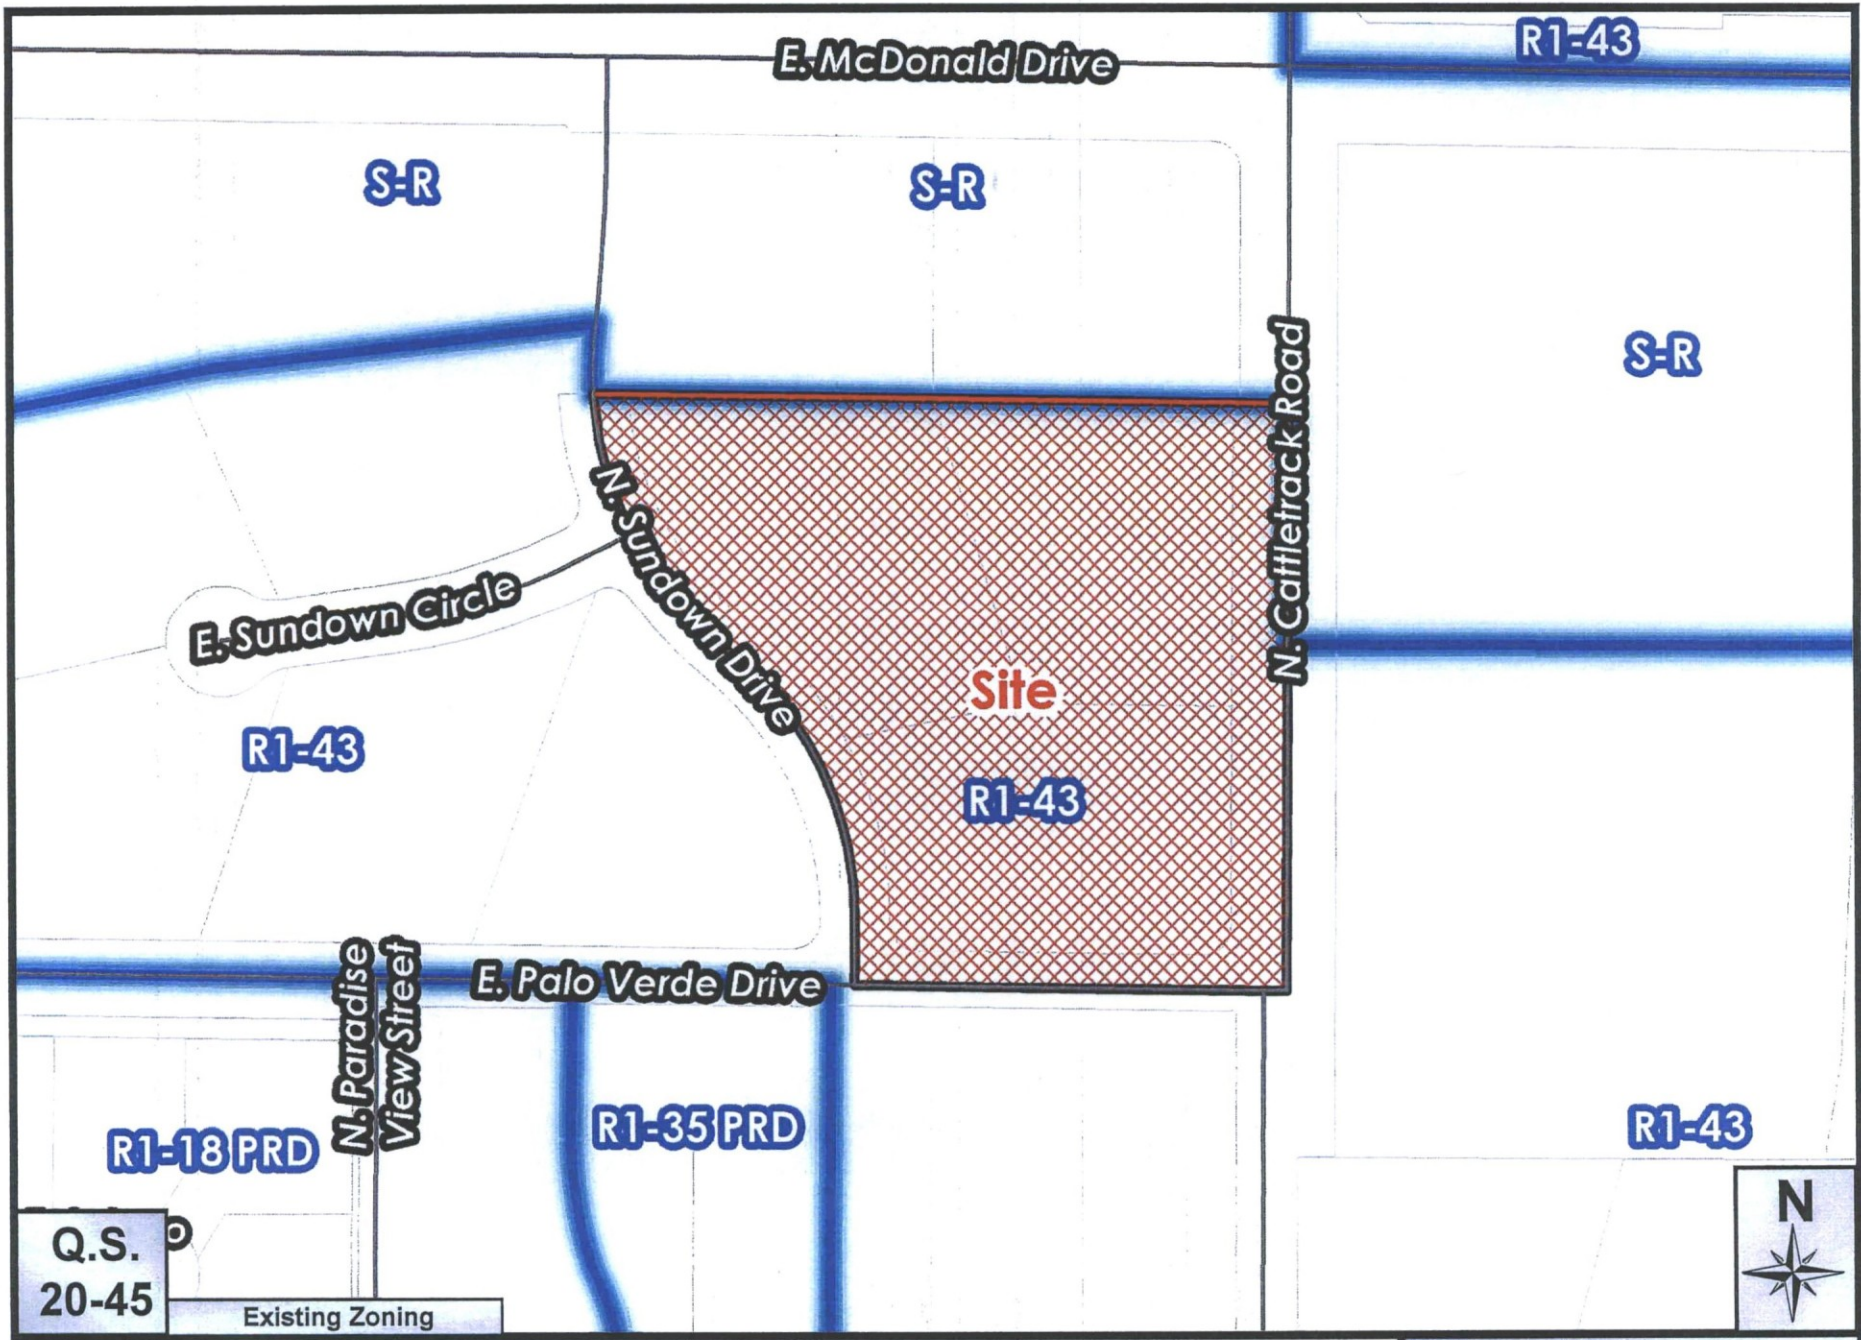 E. McDonald Drive
R1-43
S-R
S-R
S-R
N. Cattletrack Road
N. Sundown Drive
E. Sundown Circle
Site
R1-43
R1-43
E. Palo Verde Drive
N. Paradise
View Street
R1-18 PRD
R1-35 PRD
R1-43
Q.S.
20-45
Existing Zoning
N